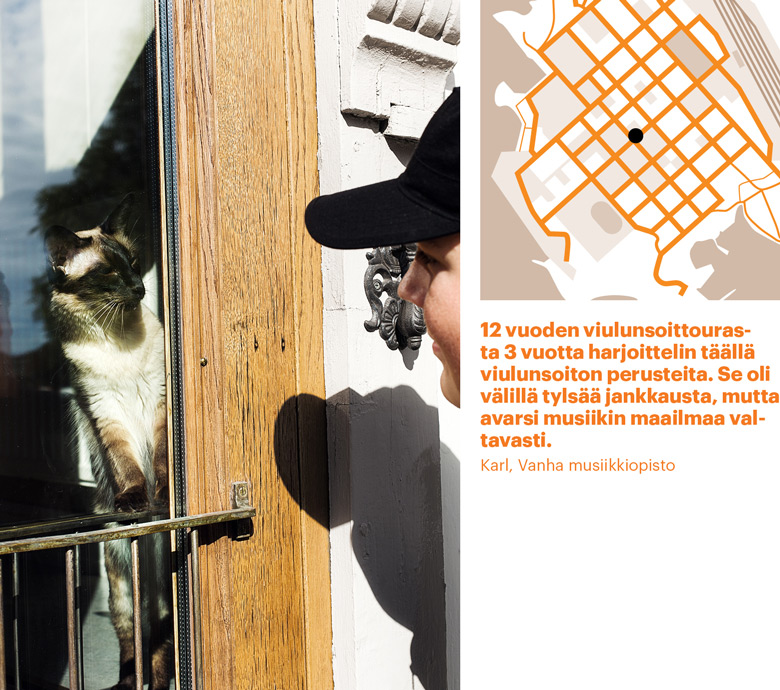 12 vuoden viulunsoittouras-
ta 3 vuotta harjoittelin täällä
viulunsoiton perusteita. Se oli
välillä tylsää jankkausta, mutta
avarsi musiikin maailmaa val-
tavasti.
Karl, Vanha musiikkiopisto